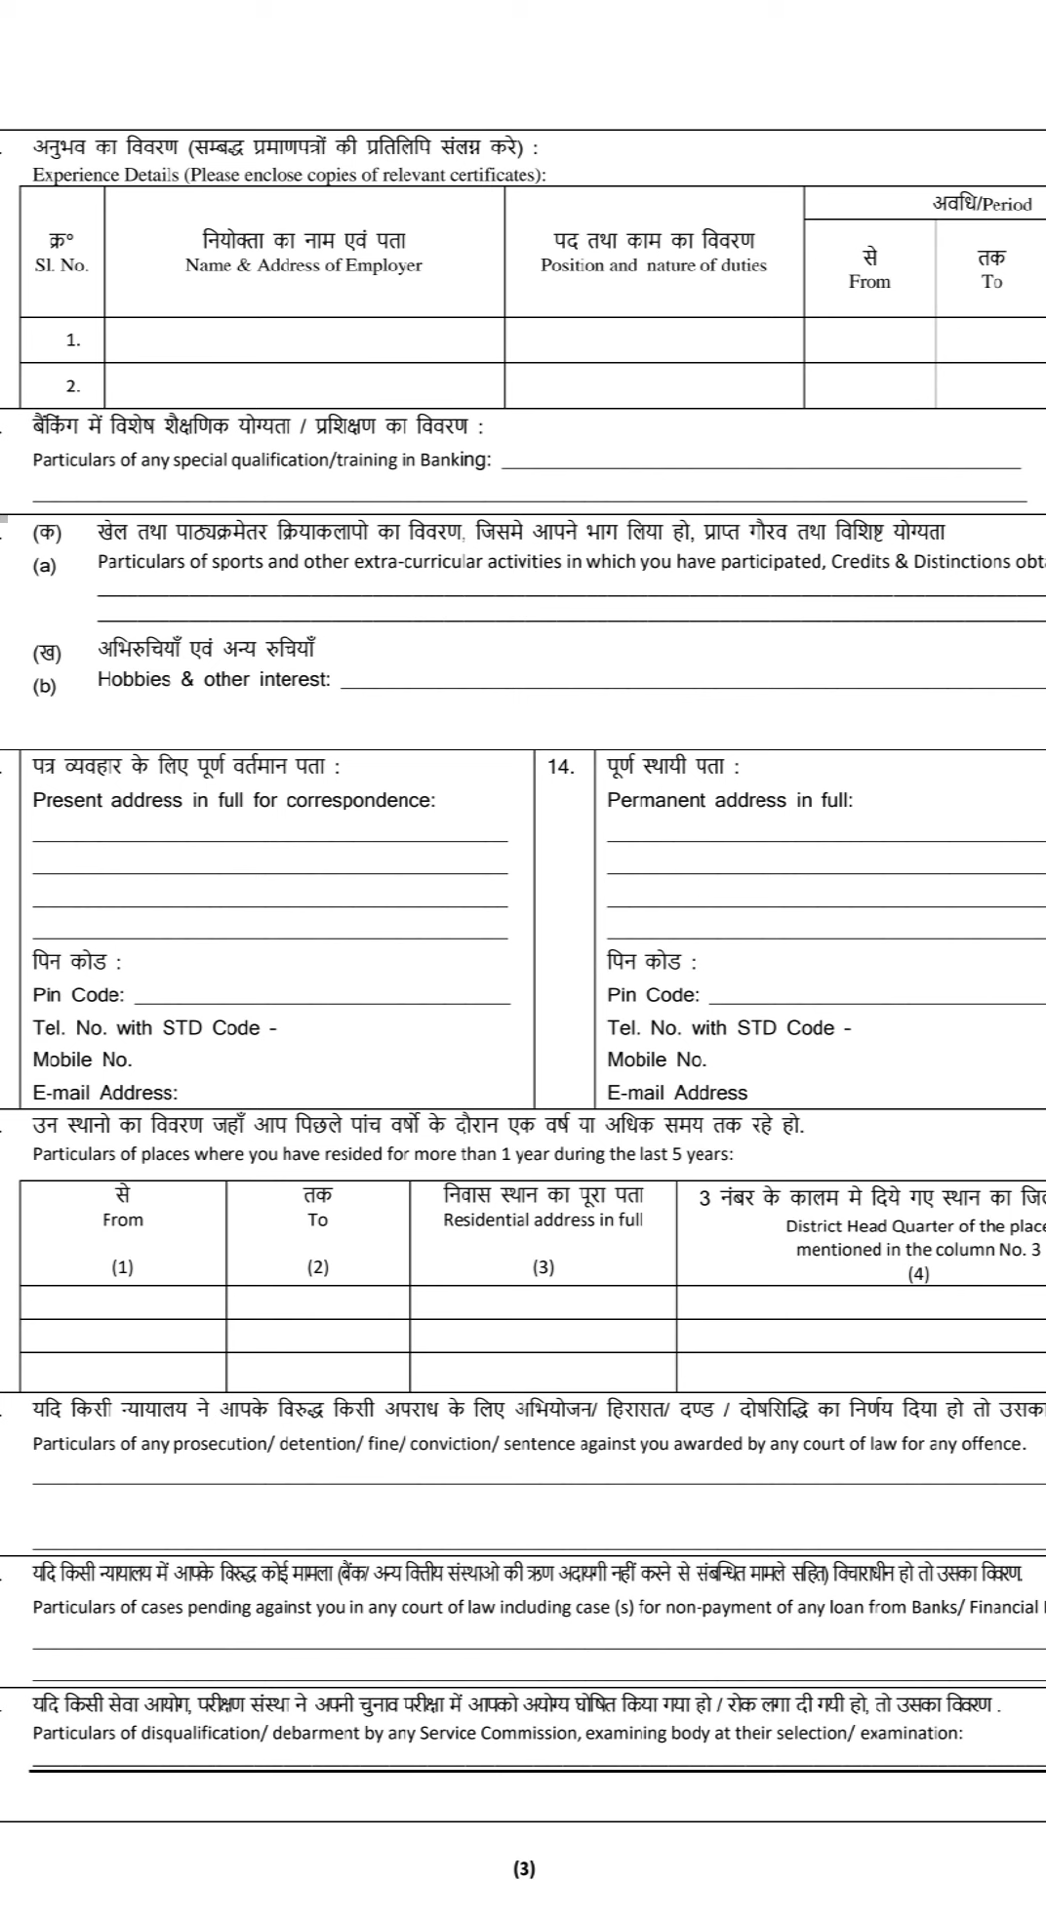 अनुभव का विवरण (सम्बद्ध प्रमाणपत्रों की प्रतिलिपि संलग्न करे) :
Experience Details (Please enclose copies of relevant certificates):
अवधि/Period
क्र° नियोक्ता का नाम एवं पता पद तथा काम का विवरण से तक
Sl. No. Name & Address of Employer Position and nature of duties From To
1.
2.
बैंकिंग में विशेष शैक्षणिक योग्यता / प्रशिक्षण का विवरण :
Particulars of any special qualification/training in Banking:
(क) खेल तथा पाठ्यक्रमेतर क्रियाकलापो का विवरण, जिसमे आपने भाग लिया हो, प्राप्त गौरव तथा विशिष्ट योग्यता
(a) Particulars of sports and other extra-curricular activities in which you have participated, Credits & Distinctions
(ख) अभिरुचियाँ एवं अन्य रुचियाँ
(b) Hobbies & other interest:
पत्र व्यवहार के लिए पूर्ण वर्तमान पता : 14. पूर्ण स्थायी पता :
Present address in full for correspondence: Permanent address in full:
पिन कोड : पिन कोड :
Pin Code: Pin Code:
Tel. No. with STD Code - Tel. No. with STD Code -
Mobile No. Mobile No.
E-mail Address: E-mail Address
उन स्थानो का विवरण जहाँ आप पिछले पांच वर्षो के दौरान एक वर्ष या अधिक समय तक रहे हो.
Particulars of places where you have resided for more than 1 year during the last 5 years:
से तक निवास स्थान का पूरा पता 3 नंबर के कालम मे दिये गए स्थान का
From To Residential address in full District Head Quarter of the place
mentioned in the column No. 3
(1) (2) (3) (4)
यदि किसी न्यायालय ने आपके विरुद्ध किसी अपराध के लिए अभियोजन/ हिरासत/ दण्ड / दोषसिद्धि का निर्णय दिया हो तो उसका
Particulars of any prosecution/ detention/ fine/ conviction/ sentence against you awarded by any court of law for any offence.
यदि किसी न्यायालय में आपके विरुद्ध कोई मामला (बैंक/ अन्य वित्तीय संस्थाओ की ऋण अदायगी नहीं करने से संबन्धित मामले सहित) विचाराधीन हो तो उसका विवरण.
Particulars of cases pending against you in any court of law including case (s) for non-payment of any loan from Banks/ Financial
यदि किसी सेवा आयोग, परीक्षण संस्था ने अपनी चुनाव परीक्षा में आपको अयोग्य घोषित किया गया हो / रोक लगा दी गयी हो, तो उसका विवरण .
Particulars of disqualification/ debarment by any Service Commission, examining body at their selection/ examination:
(3)